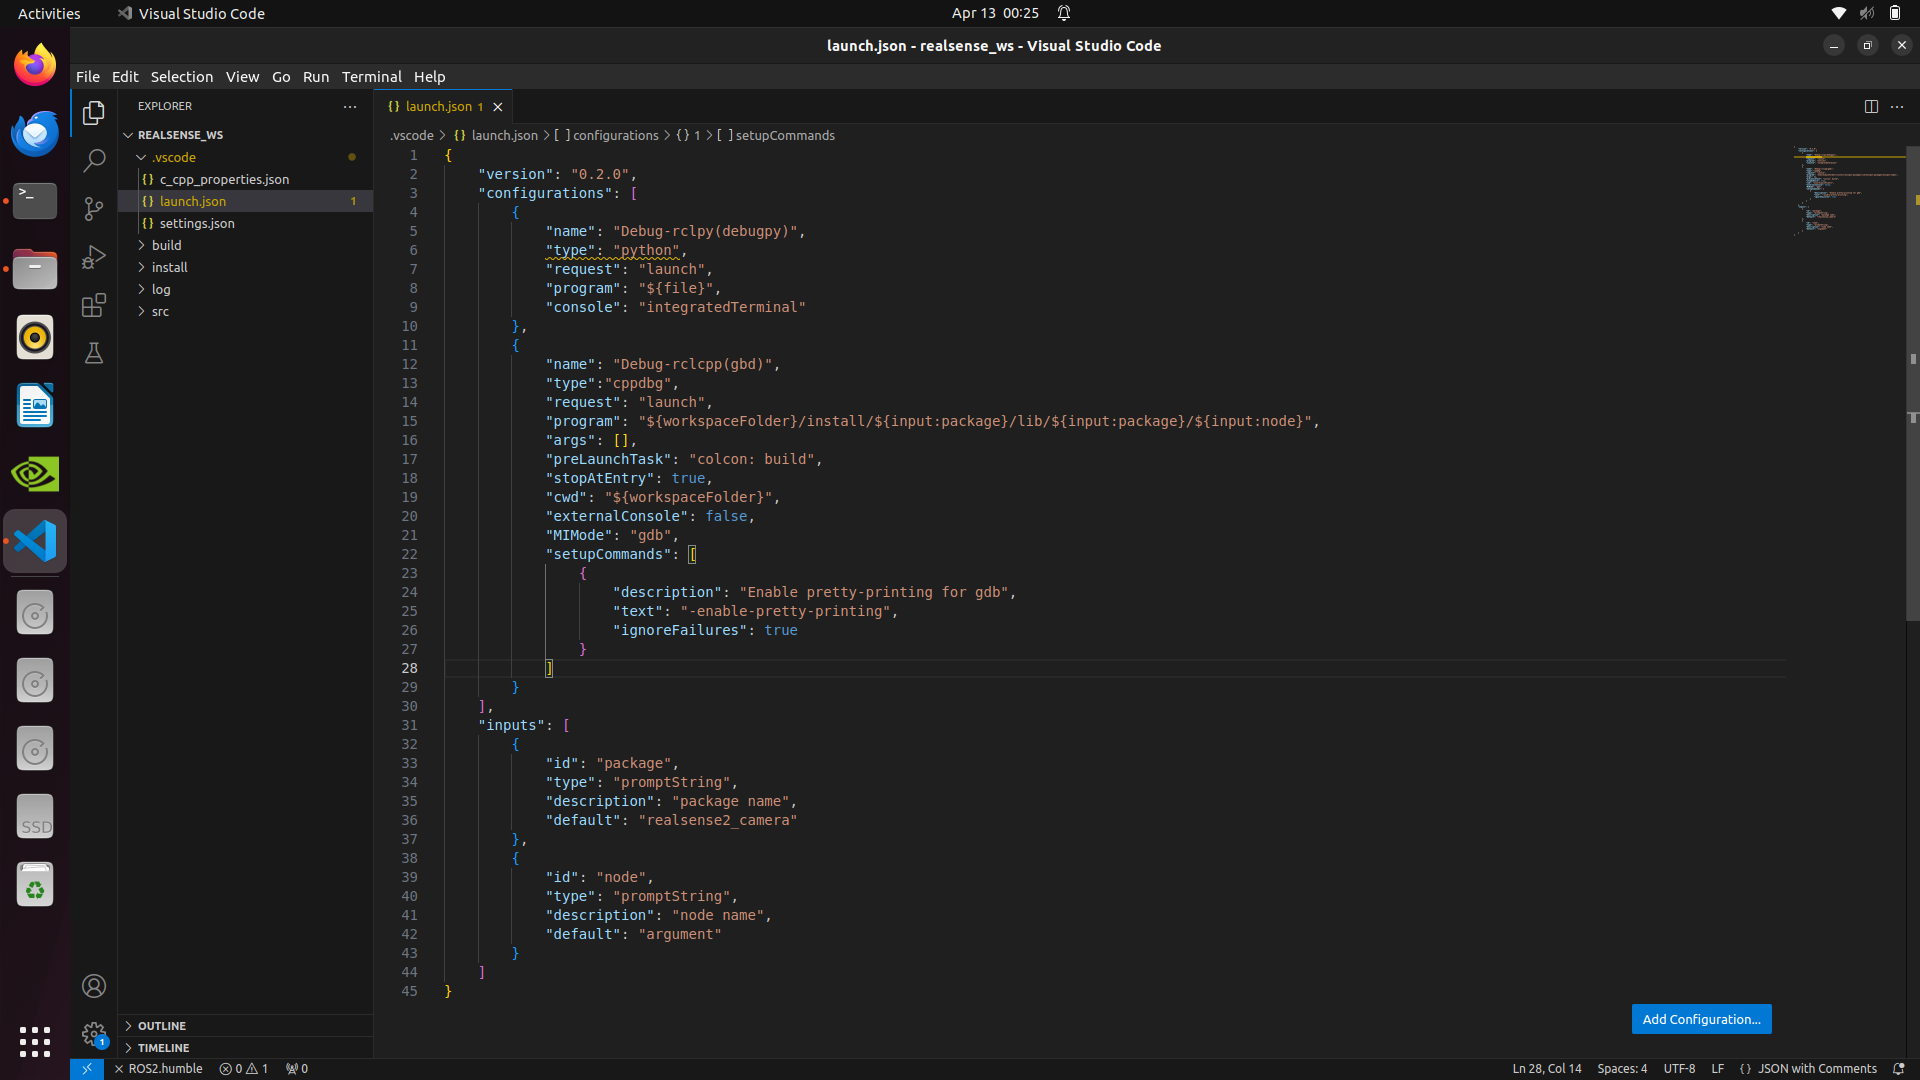 Activities
Visual Studio Code
Apr 13 00:25
launch.json - realsense_ws - Visual Studio Code
File Edit Selection View Go Run Terminal Help
EXPLORER
REALSENSE_WS
.vscode
c_cpp_properties.json
launch.json 1
settings.json
build
install
log
src
OUTLINE
TIMELINE
launch.json 1
.vscode > {} launch.json > [ ] configurations > {} 1 > [ ] setupCommands
1 {
2 "version": "0.2.0",
3 "configurations": [
4 {
5 "name": "Debug-rclpy(debugpy)",
6 "type": "python",
7 "request": "launch",
8 "program": "${file}",
9 "console": "integratedTerminal"
10 },
11 {
12 "name": "Debug-rclcpp(gbd)",
13 "type":"cppdbg",
14 "request": "launch",
15 "program": "${workspaceFolder}/install/${input:package}/lib/${input:package}/${input:node}",
16 "args": [],
17 "preLaunchTask": "colcon: build",
18 "stopAtEntry": true,
19 "cwd": "${workspaceFolder}",
20 "externalConsole": false,
21 "MIMode": "gdb",
22 "setupCommands": [
23 {
24 "description": "Enable pretty-printing for gdb",
25 "text": "-enable-pretty-printing",
26 "ignoreFailures": true
27 }
28 ]
29 }
30 ],
31 "inputs": [
32 {
33 "id": "package",
34 "type": "promptString",
35 "description": "package name",
36 "default": "realsense2_camera"
37 },
38 {
39 "id": "node",
40 "type": "promptString",
41 "description": "node name",
42 "default": "argument"
43 }
44 ]
45 }
Add Configuration...
SSD
1
ROS2.humble
0 1
0
Ln 28, Col 14
Spaces: 4
UTF-8
LF
{} JSON with Comments